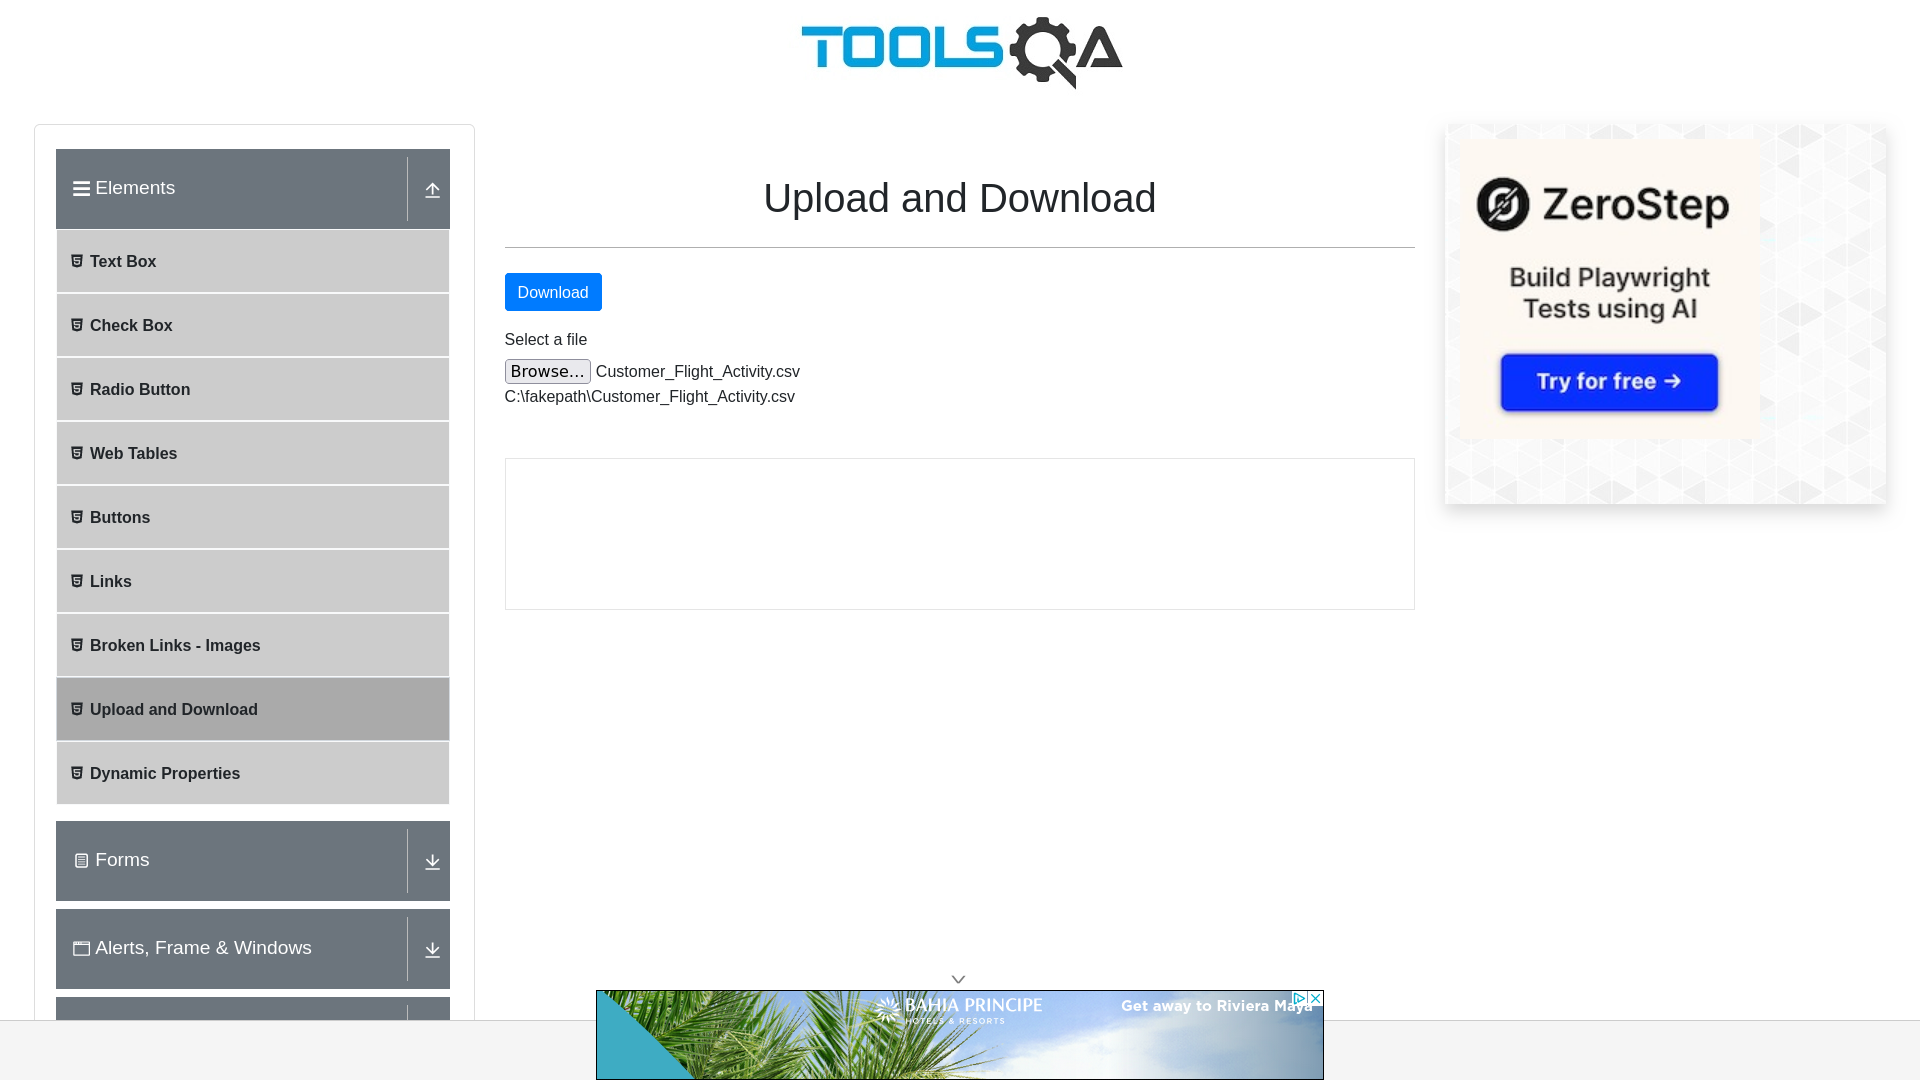 TOOLSQA
Elements
Text Box
Check Box
Radio Button
Web Tables
Buttons
Links
Broken Links - Images
Upload and Download
Dynamic Properties
Forms
Alerts, Frame & Windows
Upload and Download
Download
Select a file
Browse... Customer_Flight_Activity.csv
C:\fakepath\Customer_Flight_Activity.csv
ZeroStep
Build Playwright
Tests using AI
Try for free →
BAHIA PRINCIPE
HOTELS & RESORTS
Get away to Riviera Maya